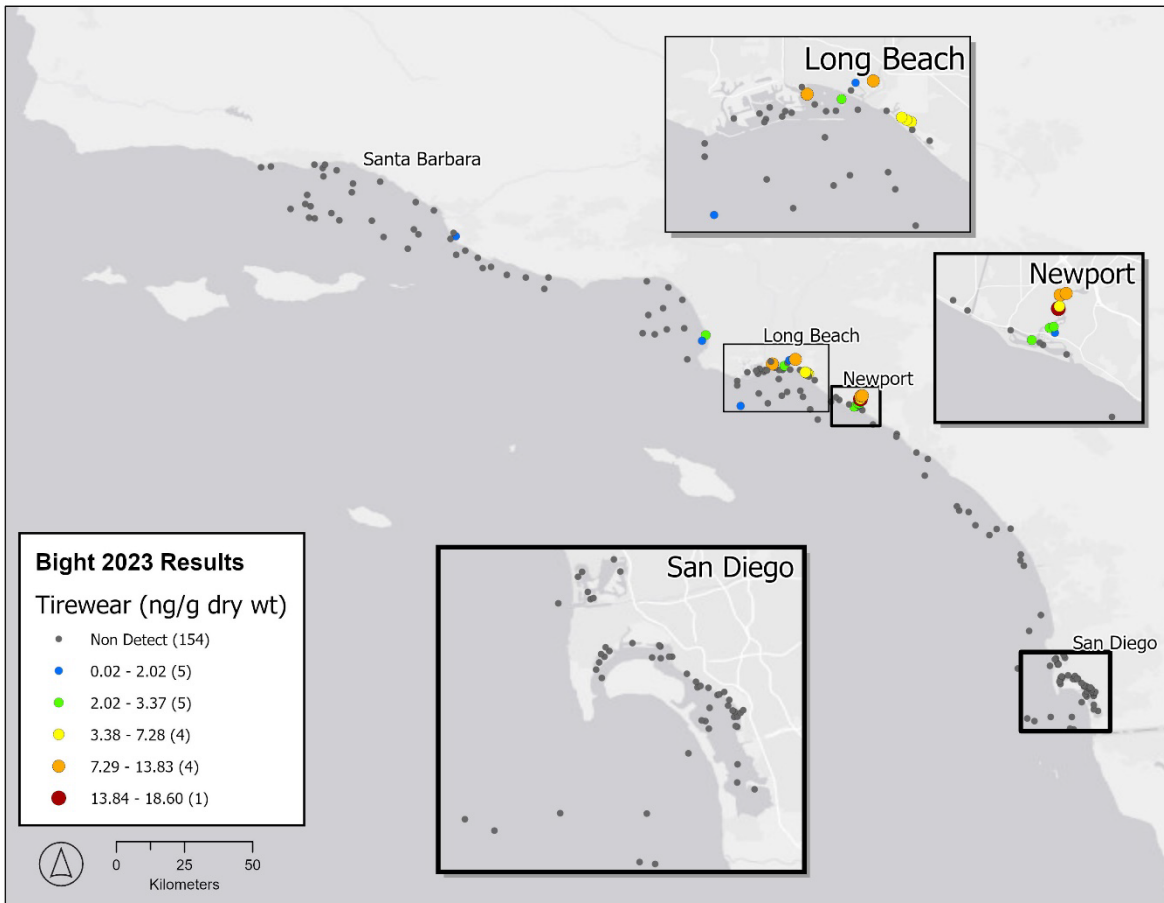 Long Beach
Santa Barbara
Newport
Long Beach
Newport
San Diego
San Diego
Bight 2023 Results
Tirewear (ng/g dry wt)
Non Detect (154)
0.02 - 2.02 (5)
2.02 - 3.37 (5)
3.38 - 7.28 (4)
7.29 - 13.83 (4)
13.84 - 18.60 (1)
0 25 50
Kilometers